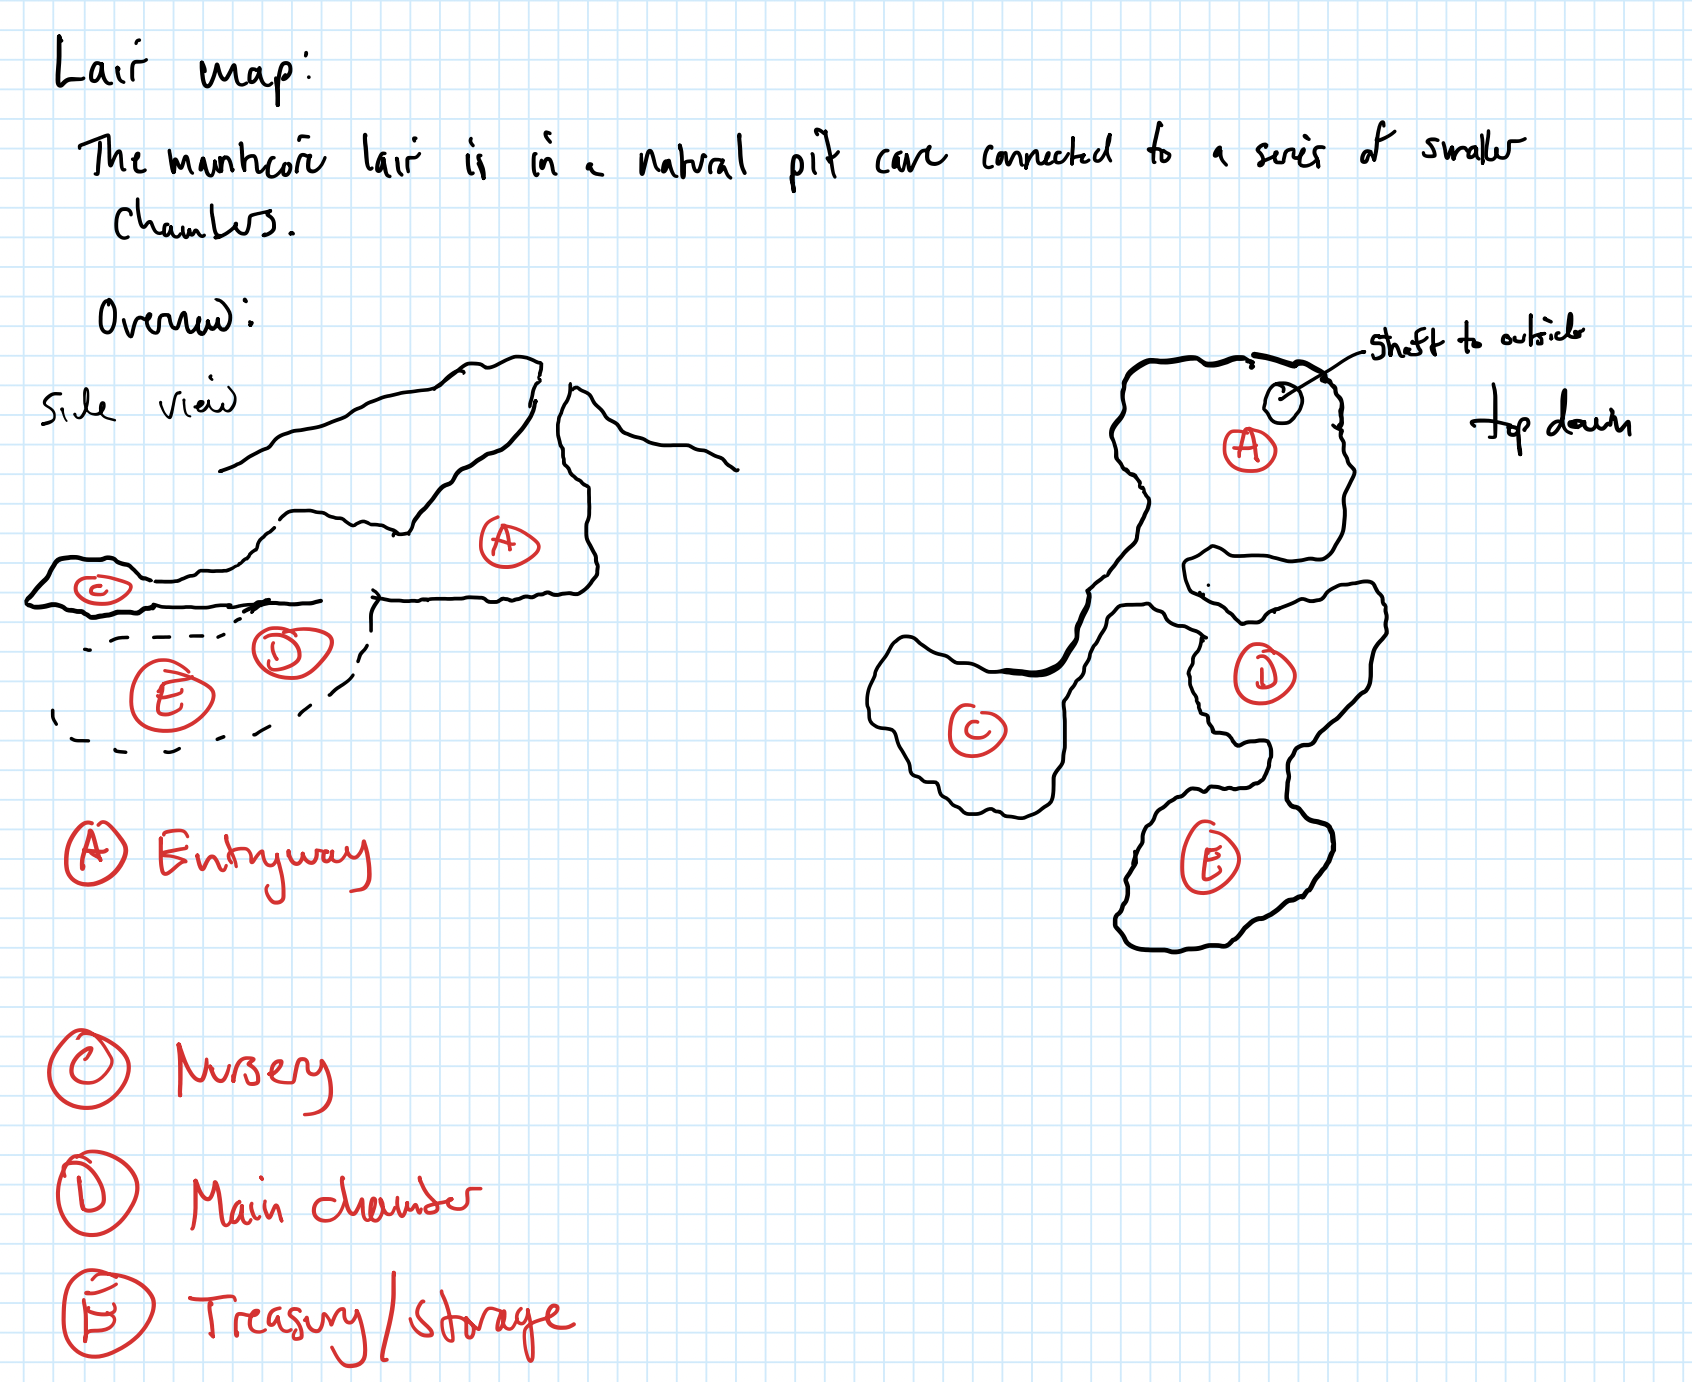 Lair map:
The manticore lair is in a natural pit cave connected to a series of smaller
chambers.
Overview:
side view
shaft to outside
top down
A
A
C
D
E
C
D
E
A Entryway
C Nursery
D Main chamber
E Treasury/storage